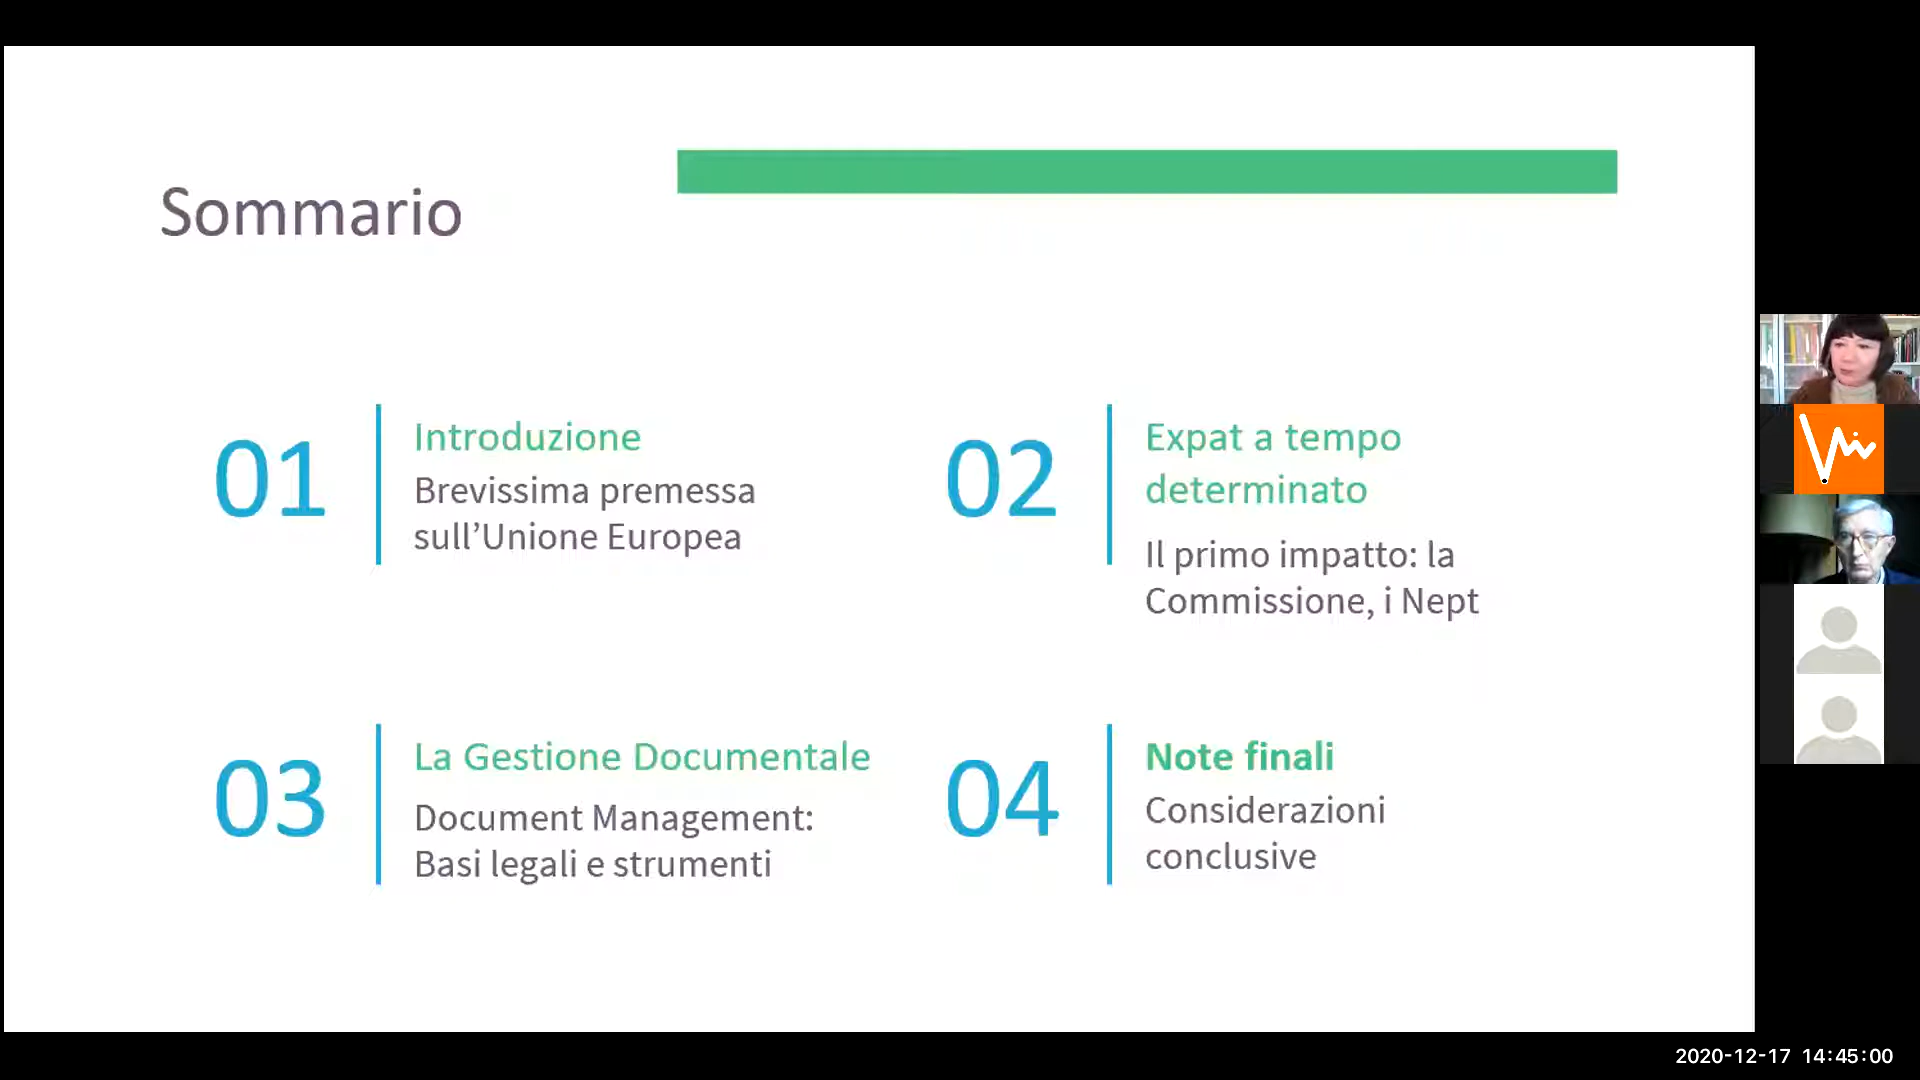 Sommario
01
Introduzione
Brevissima premessa
sull’Unione Europea
02
Expat a tempo
determinato
Il primo impatto: la
Commissione, i Nept
03
La Gestione Documentale
Document Management:
Basi legali e strumenti
04
Note finali
Considerazioni
conclusive
2020-12-17 14:45:00